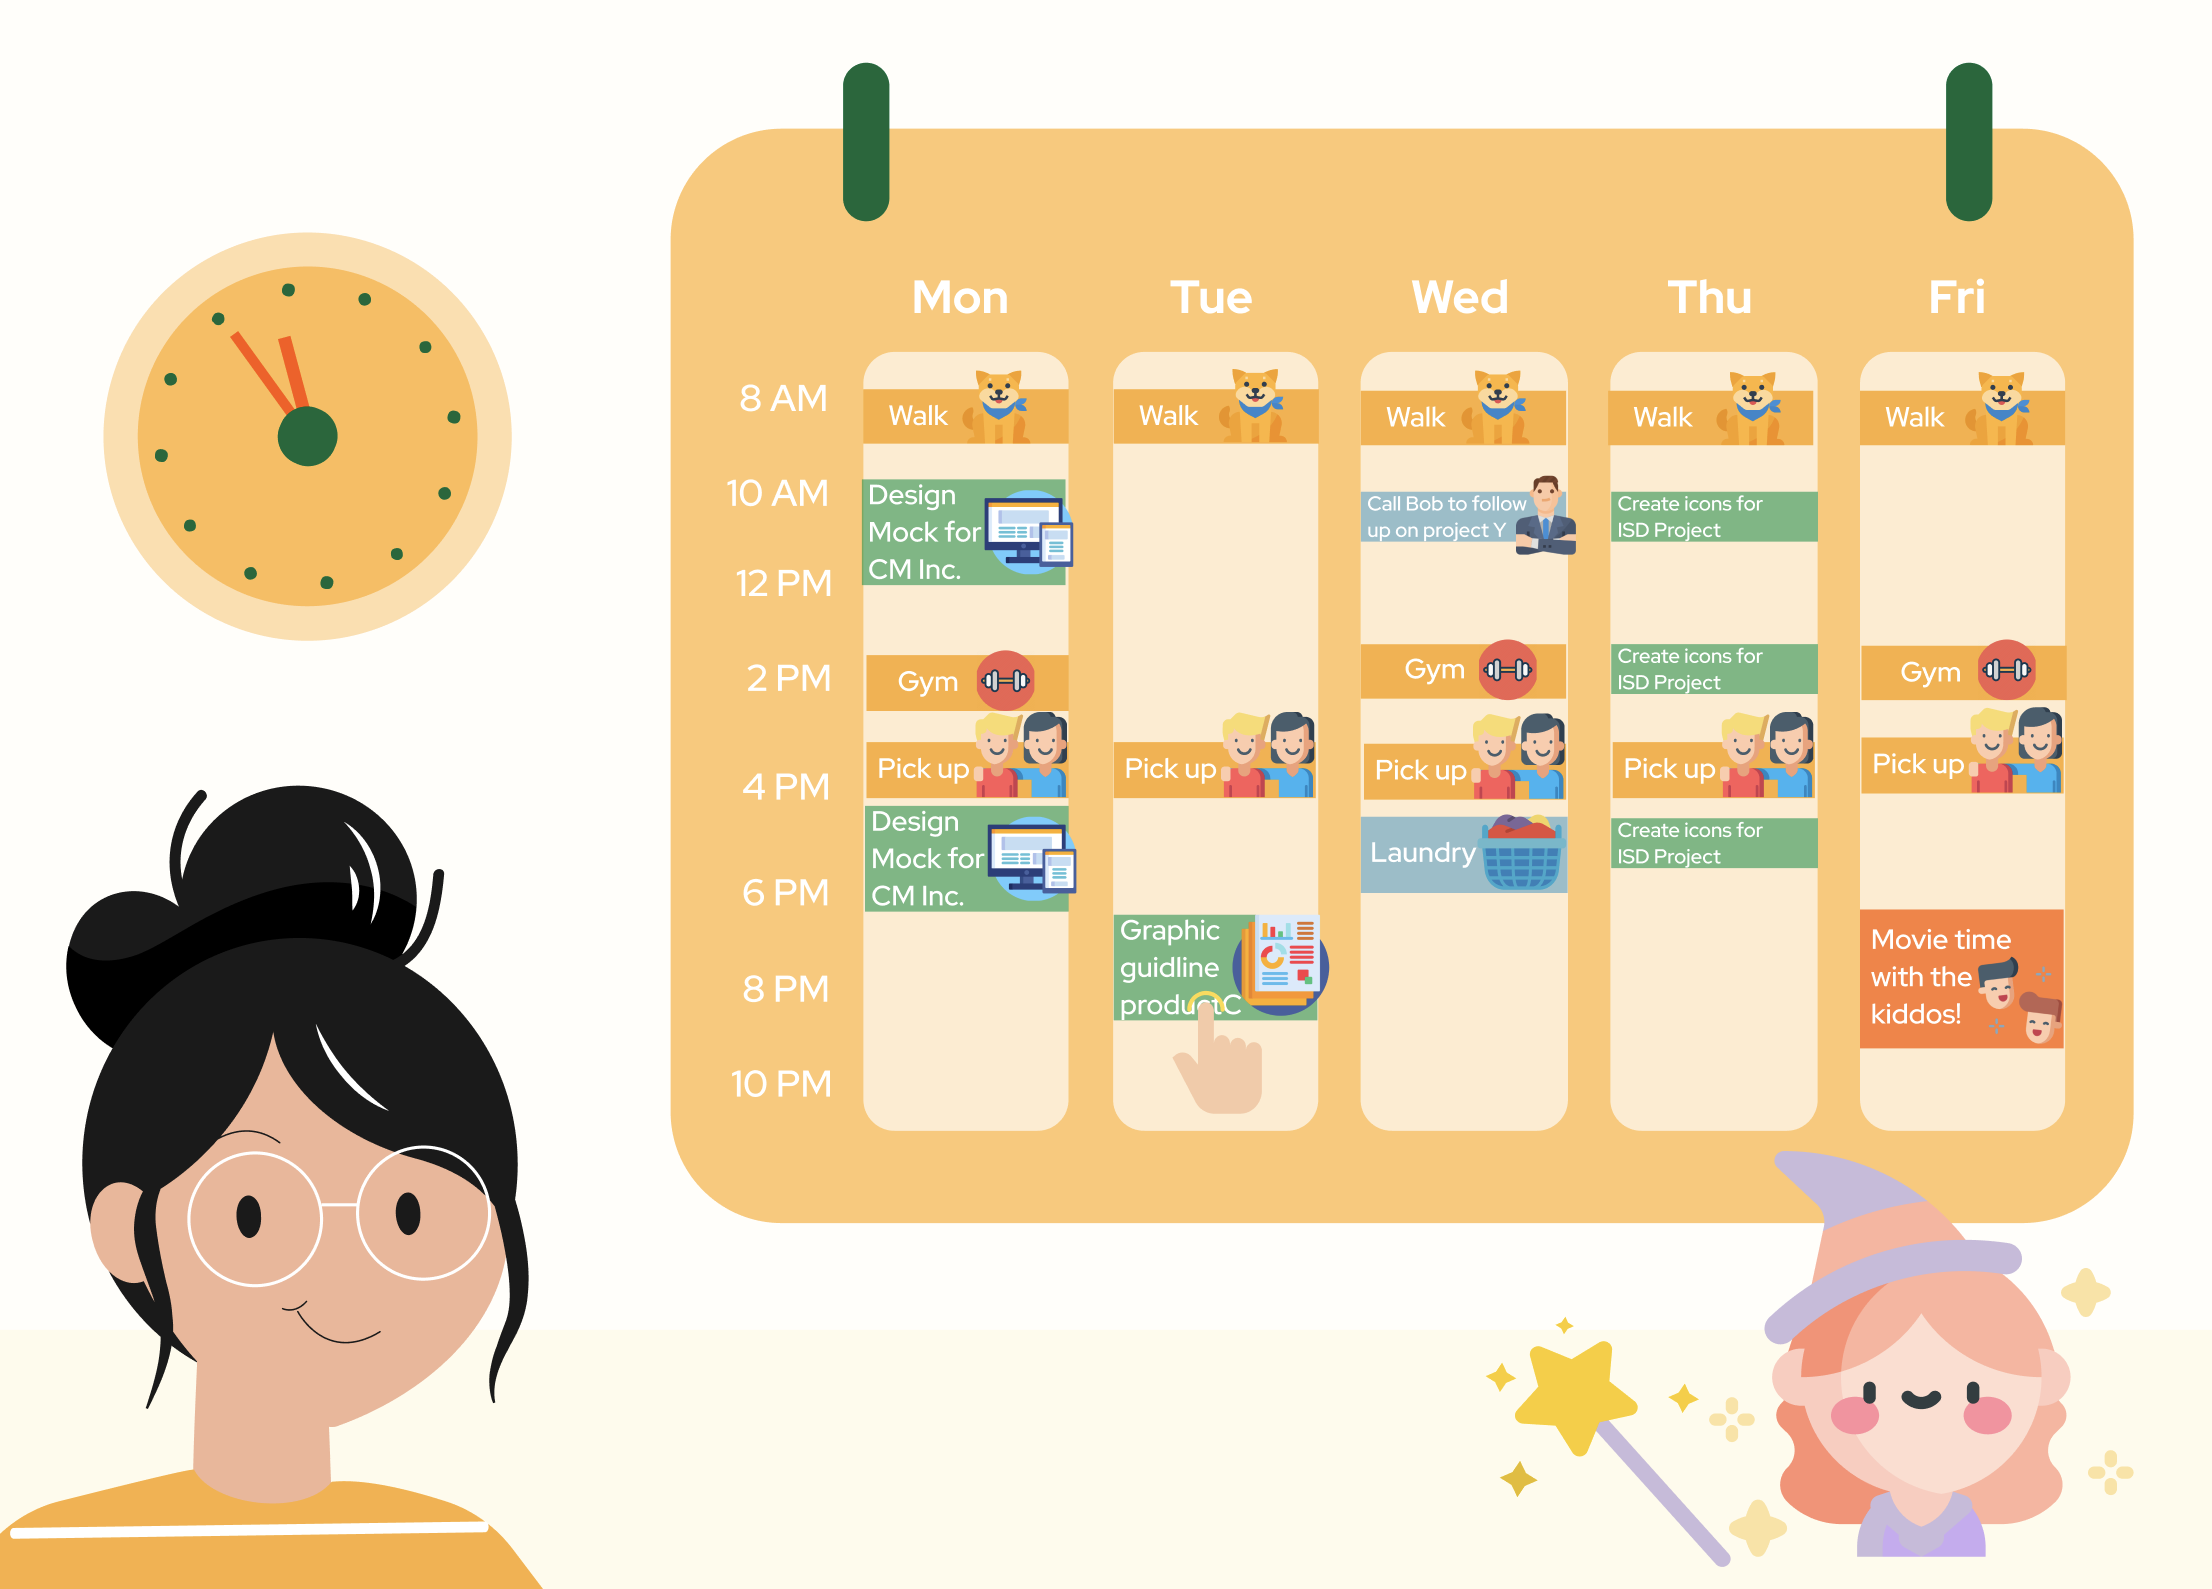 Mon Tue Wed Thu Fri
8 AM
10 AM
12 PM
2 PM
4 PM
6 PM
8 PM
10 PM
Walk
Design
Mock for
CM Inc.
Gym
Pick up
Design
Mock for
CM Inc.
Walk
Pick up
Graphic
guidline
productC
Walk
Call Bob to follow
up on project Y
Gym
Pick up
Laundry
Walk
Create icons for
ISD Project
Create icons for
ISD Project
Pick up
Create icons for
ISD Project
Walk
Gym
Pick up
Movie time
with the
kiddos!